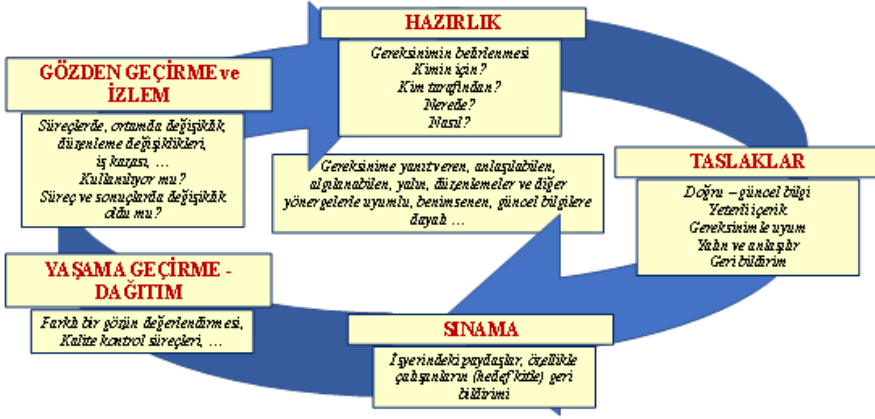 HAZIRLIK
Gereksinimin belirlenmesi
Kimin için?
Kim tarafından?
Nerede?
Nasıl?
TASLAKLAR
Doğru – güncel bilgi
Yeterli içerik
Gereksinimle uyum
Yalın ve anlaşılır
Geri bildirim
SINAMA
İşyerindeki paydaşlar, özellikle
çalışanların (hedef kitle) geri
bildirimi
YAŞAMA GEÇİRME -
DAĞITIM
Farklı bir gözün değerlendirmesi,
Kalite kontrol süreçleri, …
GÖZDEN GEÇİRME ve
İZLEM
Süreçlerde, ortamda değişiklik,
düzenleme değişiklikleri,
iş kazası, …
Kullanılıyor mu?
Süreç ve sonuçlarda değişiklik
oldu mu?
Gereksinime yanıt veren, anlaşılabilen,
algılanabilen, yalın, düzenlemeler ve diğer
yönergelerle uyumlu, benimsenen, güncel bilgilere
dayalı …